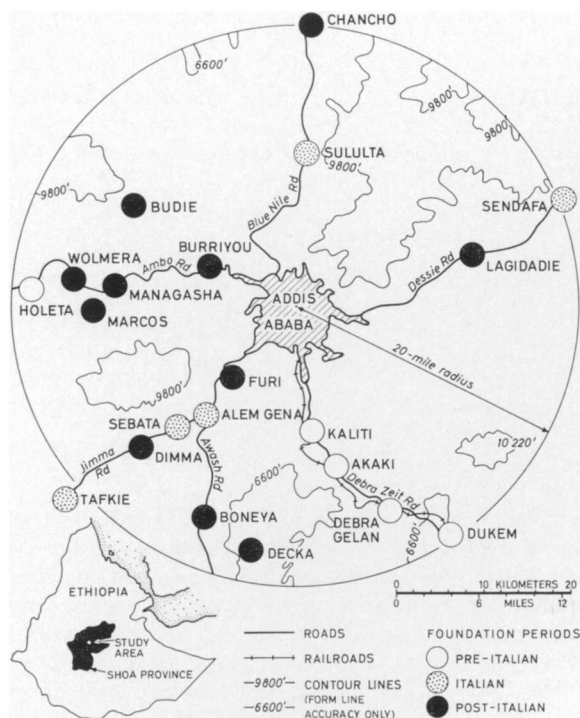 CHANCHO
6600'
9800'
9800'
SULULTA
9800'
SENDAFA
9800'
BUDIE
Blue Nile Rd
BURRIYOU
WOLMERA
Ambo Rd
LAGIDADIE
Dessie Rd
HOLETA
MANAGASHA
MARCOS
ADDIS
ABABA
20-mile radius
9800'
FURI
SEBATA
ALEM GENA
KALITI
10 220'
Jimma
Rd
DIMMA
Awash Rd
AKAKI
TAFKIE
6600'
Debra Zeit Rd
BONEYA
DEBRA
GELAN
6600'
DUKEM
DECKA
ETHIOPIA
STUDY
AREA
SHOA PROVINCE
0 10 KILOMETERS 20
0 6 MILES 12
ROADS
RAILROADS
—9800'— CONTOUR LINES
—6600'— (FORM LINE
ACCURACY ONLY)
FOUNDATION PERIODS
PRE-ITALIAN
ITALIAN
POST-ITALIAN